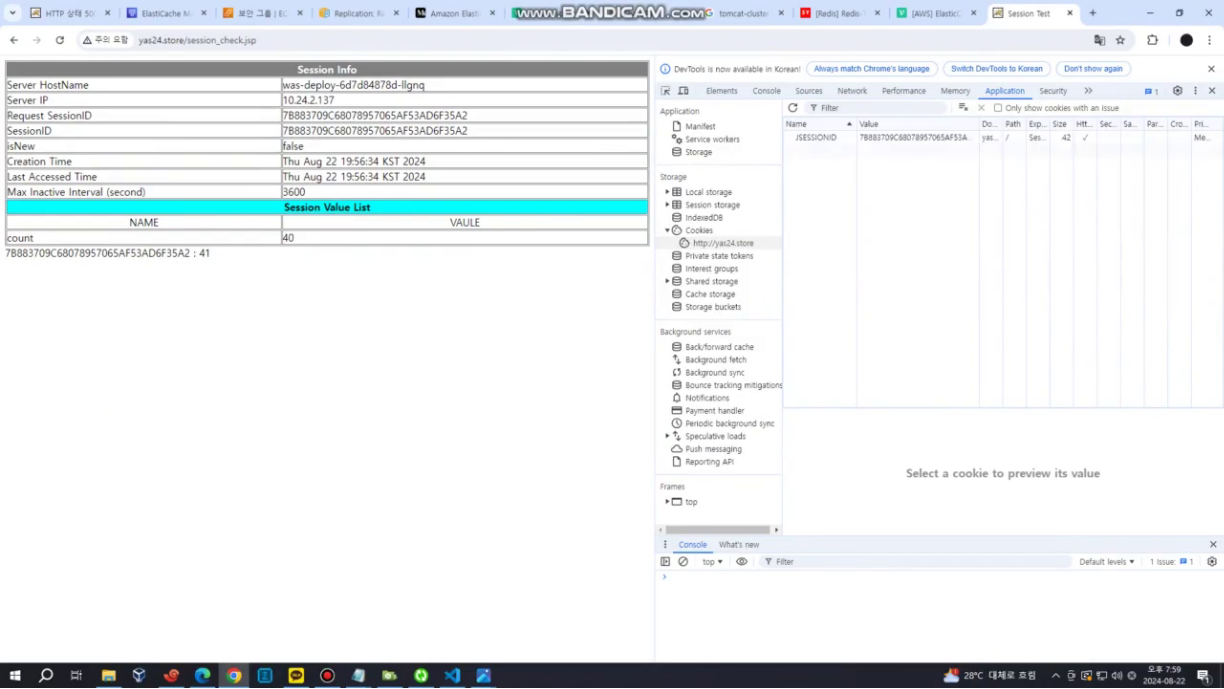 HTTP 상태 50
ElastiCache Ma
보안 그룹 | EC
Replication: Re
Amazon Elasti
WWW.BANDICAM.COM
tomcat-cluster
[Redis] Redis-T
[AWS] ElasticC
Session Test
주의 요함
yas24.store/session_check.jsp
Session Info
Server HostName was-deploy-6d7d84878d-llgnq
Server IP 10.24.2.137
Request SessionID 7B883709C68078957065AF53AD6F35A2
SessionID 7B883709C68078957065AF53AD6F35A2
isNew false
Creation Time Thu Aug 22 19:56:34 KST 2024
Last Accessed Time Thu Aug 22 19:56:34 KST 2024
Max Inactive Interval (second) 3600
Session Value List
NAME VAULE
count 40
7B883709C68078957065AF53AD6F35A2 : 41
DevTools is now available in Korean! Always match Chrome's language Switch DevTools to Korean Don't show again
Elements Console Sources Network Performance Memory Application Security 1
Filter Only show cookies with an issue
Name Value Do... Path Exp... Size Htt... Sec... Sa... Par... Cro... Pri...
JSESSIONID 7B883709C68078957065AF53A... yas... / Ses... 42 ✓ Me...
Application
Manifest
Service workers
Storage
Storage
Local storage
Session storage
IndexedDB
Cookies
http://yas24.store
Private state tokens
Interest groups
Shared storage
Cache storage
Storage buckets
Background services
Back/forward cache
Background fetch
Background sync
Bounce tracking mitigations
Notifications
Payment handler
Periodic background sync
Speculative loads
Push messaging
Reporting API
Frames
top
Select a cookie to preview its value
Console What's new
top Filter Default levels 1 Issue: 1
28°C 대체로 흐림
오후 7:59
2024-08-22